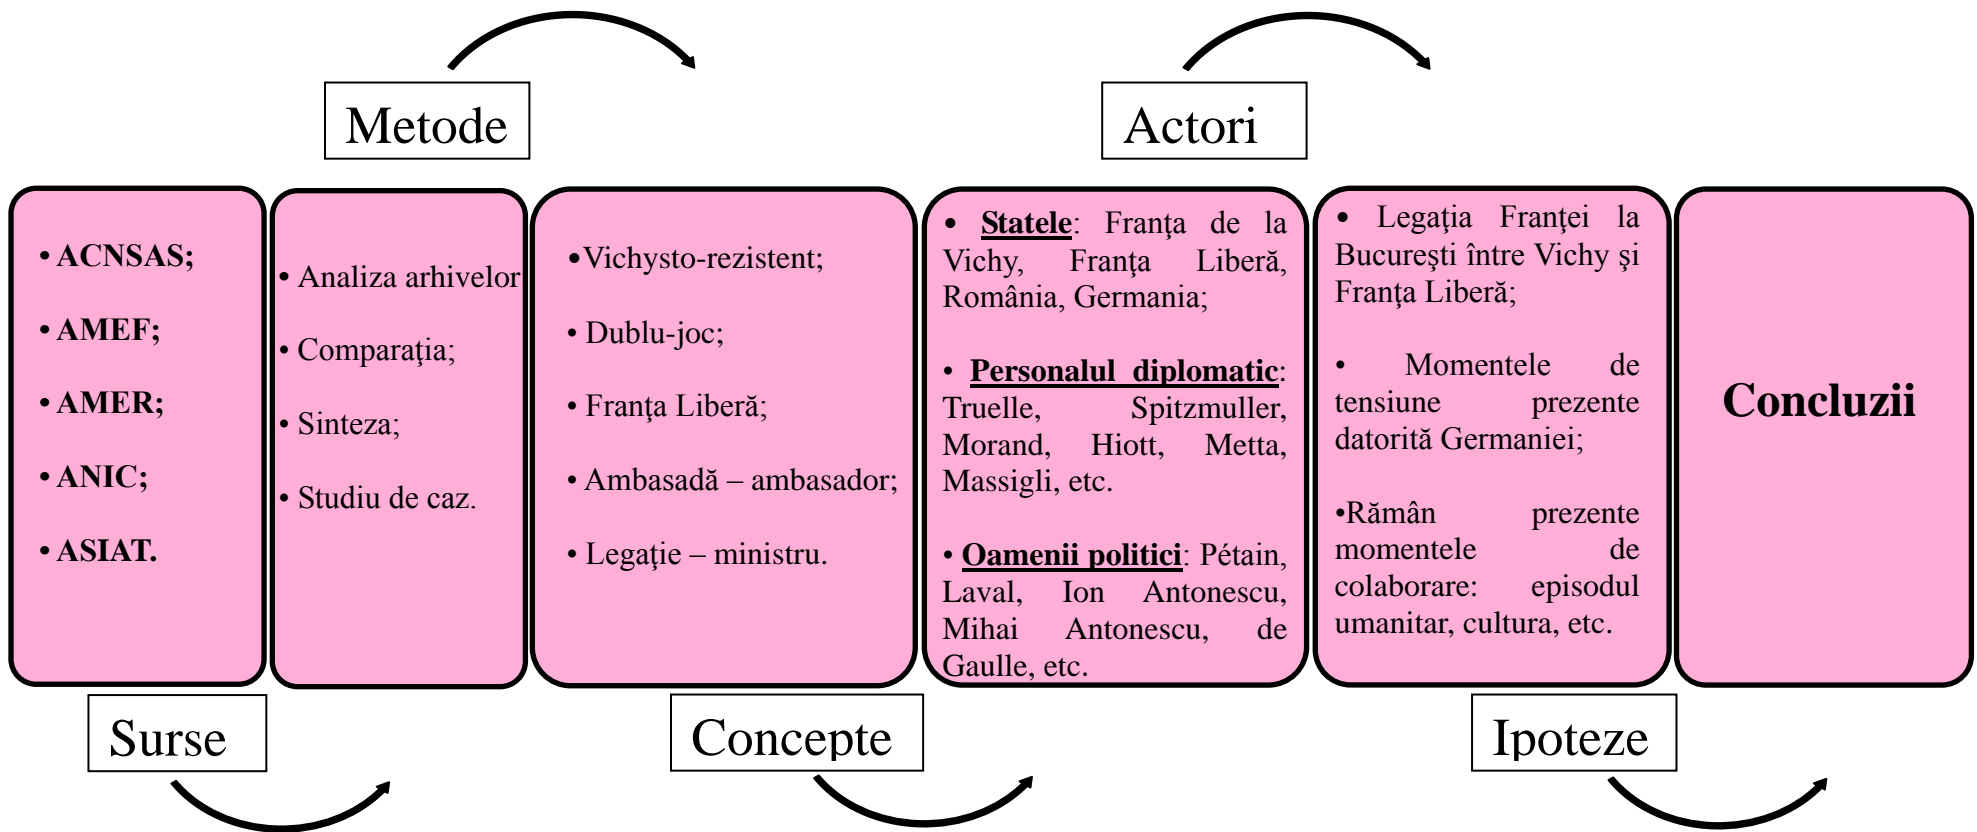 Metode
Actori
• ACNSAS;
• AMEF;
• AMER;
• ANIC;
• ASIAT.
• Analiza arhivelor
• Comparaţia;
• Sinteza;
• Studiu de caz.
•Vichysto-rezistent;
• Dublu-joc;
• Franţa Liberă;
• Ambasadă – ambasador;
• Legaţie – ministru.
• Statele: Franţa de la
Vichy, Franţa Liberă,
România, Germania;
• Personalul diplomatic:
Truelle, Spitzmuller,
Morand, Hiott, Metta,
Massigli, etc.
• Oamenii politici: Pétain,
Laval, Ion Antonescu,
Mihai Antonescu, de
Gaulle, etc.
• Legaţia Franţei la
Bucureşti între Vichy şi
Franţa Liberă;
• Momentele de
tensiune prezente
datorită Germaniei;
•Rămân prezente
momentele de
colaborare: episodul
umanitar, cultura, etc.
Concluzii
Surse
Concepte
Ipoteze